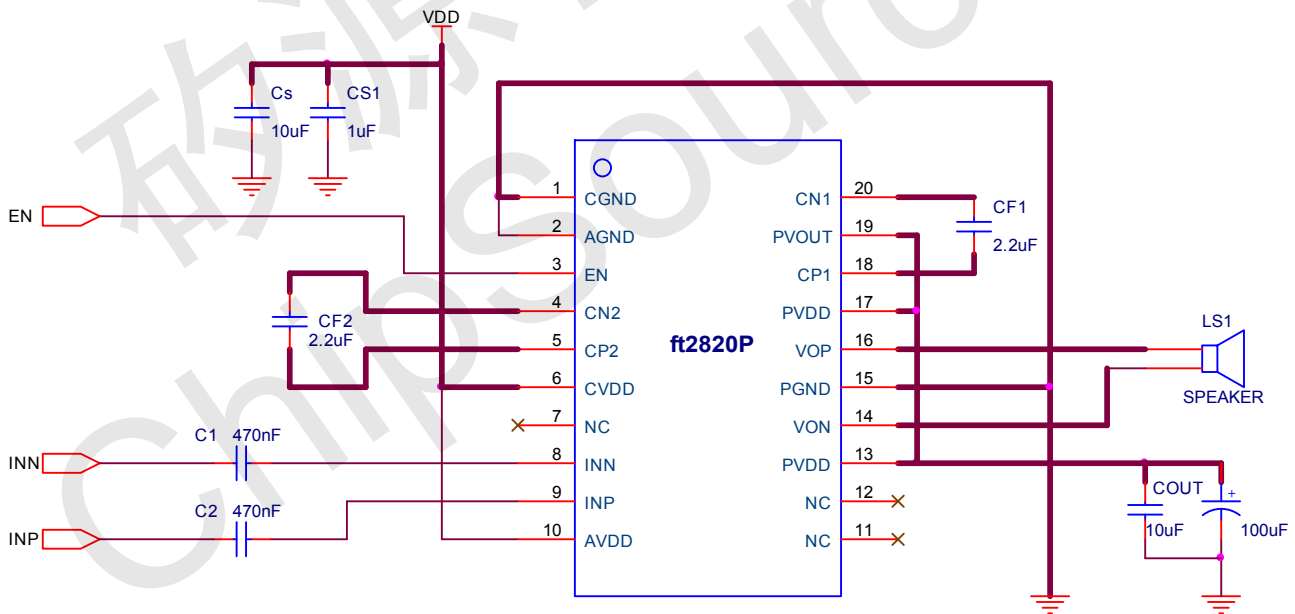 VDD
Cs
10uF
CS1
1uF
EN
CF2
2.2uF
C1 470nF
INN
C2 470nF
INP
1 CGND
2 AGND
3 EN
4 CN2
5 CP2
6 CVDD
7 NC
8 INN
9 INP
10 AVDD
ft2820P
CN1 20
PVOUT 19
CP1 18
PVDD 17
VOP 16
PGND 15
VON 14
PVDD 13
NC 12
NC 11
CF1
2.2uF
LS1
SPEAKER
COUT
10uF
+
100uF
矽源
ChipSourc